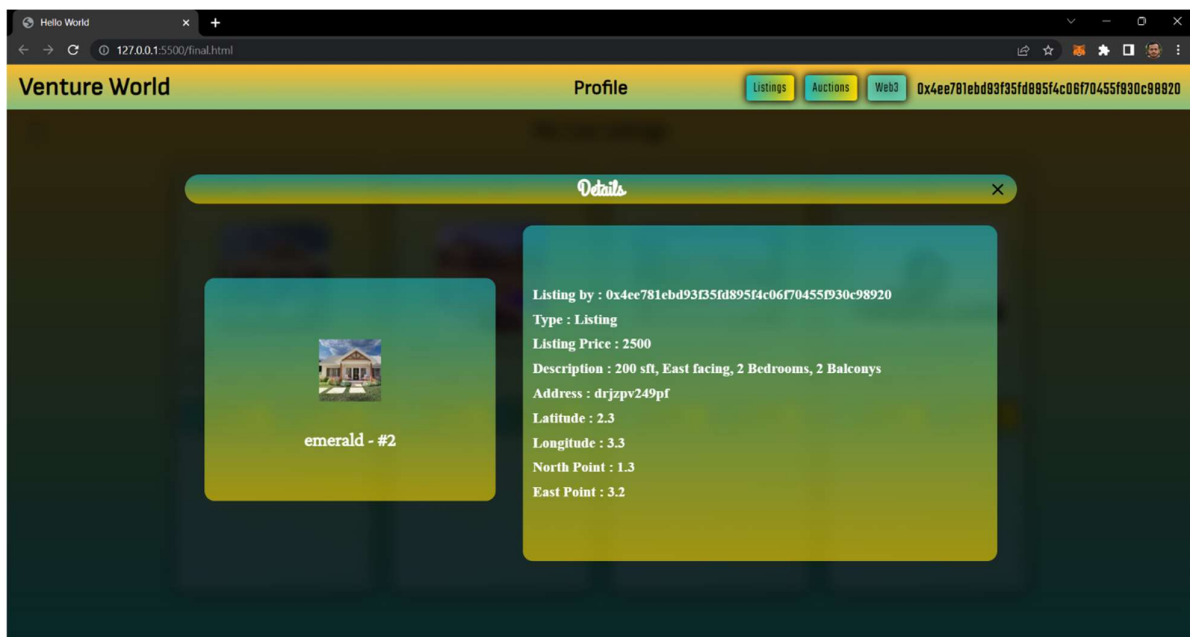 Hello World
127.0.0.1:5500/final.html
Venture World
Profile
Listings
Auctions
Web3
0x4ee781ebd93f35fd895f4c06f70455f930c98920
Details
Listing by : 0x4ee781ebd93f35fd895f4c06f70455f930c98920
Type : Listing
Listing Price : 2500
Description : 200 sft, East facing, 2 Bedrooms, 2 Balconys
Address : drjzpv249pf
Latitude : 2.3
Longitude : 3.3
North Point : 1.3
East Point : 3.2
emerald - #2